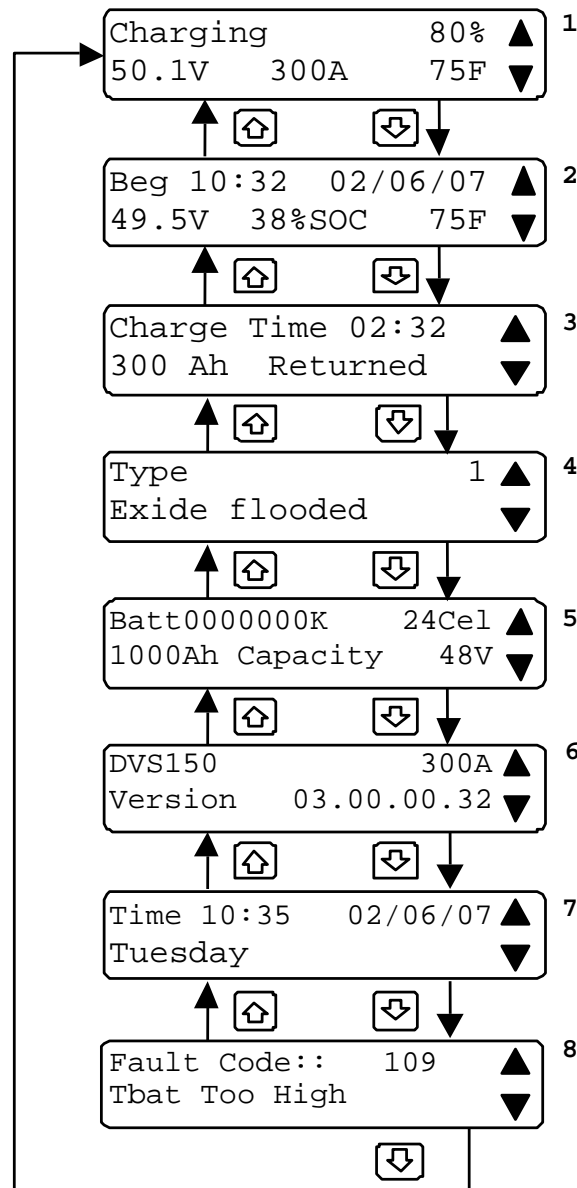 Charging 80% 1
50.1V 300A 75F
Beg 10:32 02/06/07 2
49.5V 38%SOC 75F
Charge Time 02:32 3
300 Ah Returned
Type 1 4
Exide flooded
Batt0000000K 24Cel 5
1000Ah Capacity 48V
DVS150 300A 6
Version 03.00.00.32
Time 10:35 02/06/07 7
Tuesday
Fault Code:: 109 8
Tbat Too High